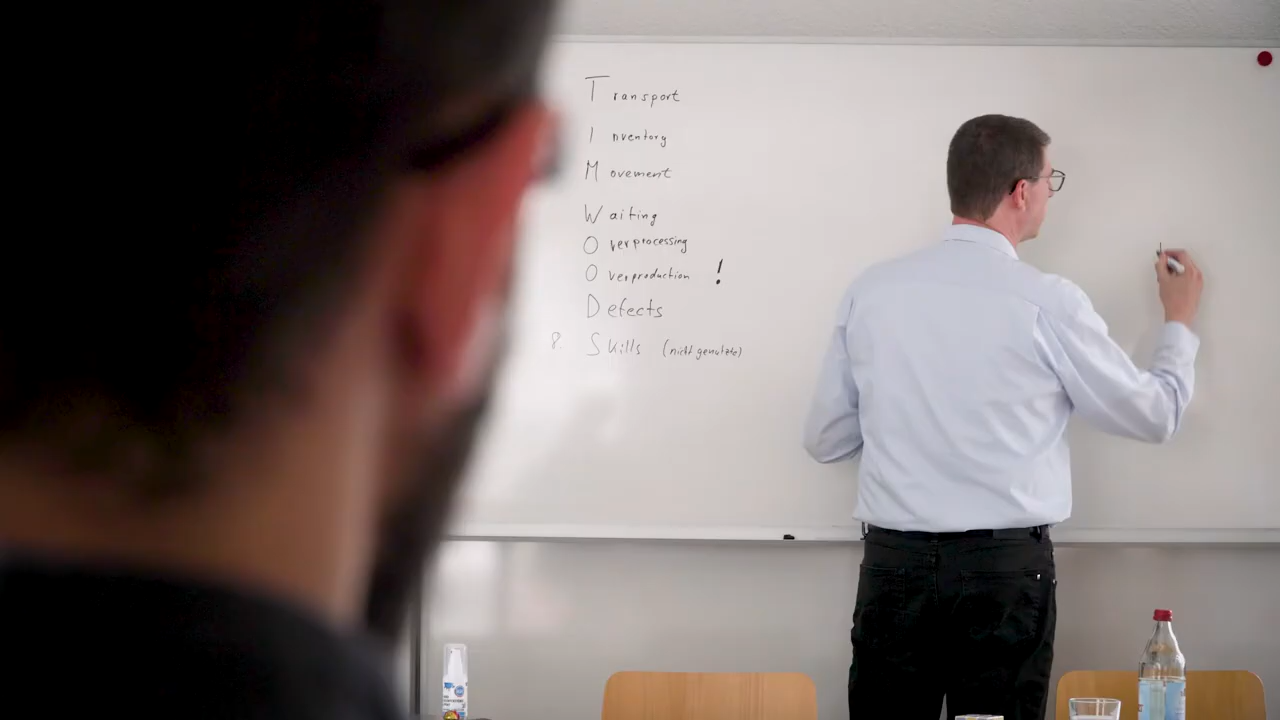 Transport
Inventory
Movement
Waiting
Overprocessing
Overproduction !
Defects
8. Skills (nicht genutzte)